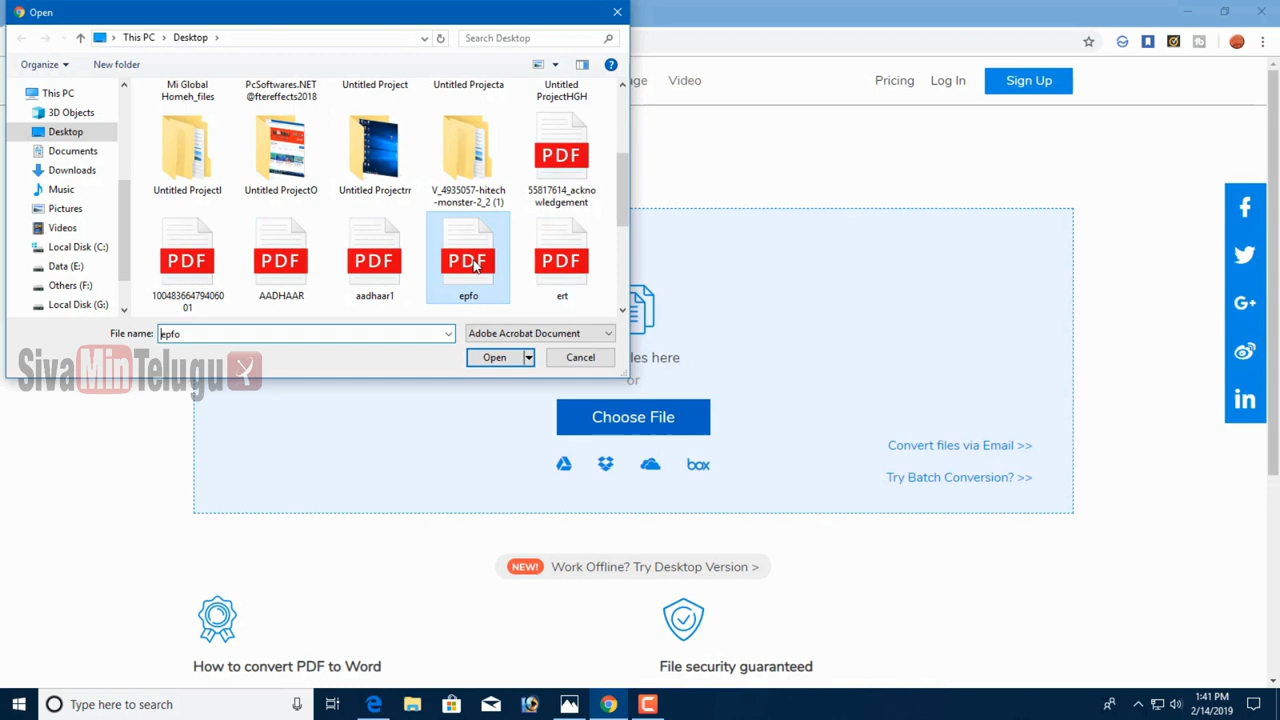 Open
This PC > Desktop >
Search Desktop
Organize
New folder
This PC
3D Objects
Desktop
Documents
Downloads
Music
Pictures
Videos
Local Disk (C:)
Data (E:)
Others (F:)
Local Disk (G:)
Mi Global
Homeh_files
PcSoftwares.NET
@ftereffects2018
Untitled Project
Untitled Projecta
Untitled
ProjectHGH
Untitled ProjectI
Untitled ProjectO
Untitled Projectrr
V_4935057-hitech
-monster-2_2 (1)
PDF
55817614_ackno
wledgement
PDF
100483664794060
01
PDF
AADHAAR
PDF
aadhaar1
PDF
epfo
PDF
ert
File name:
epfo
Adobe Acrobat Document
Open
Cancel
SivaMinTelugu
Video
Pricing
Log In
Sign Up
les here
or
Choose File
box
Convert files via Email >>
Try Batch Conversion? >>
NEW!
Work Offline? Try Desktop Version >
How to convert PDF to Word
File security guaranteed
Type here to search
1:41 PM
2/14/2019